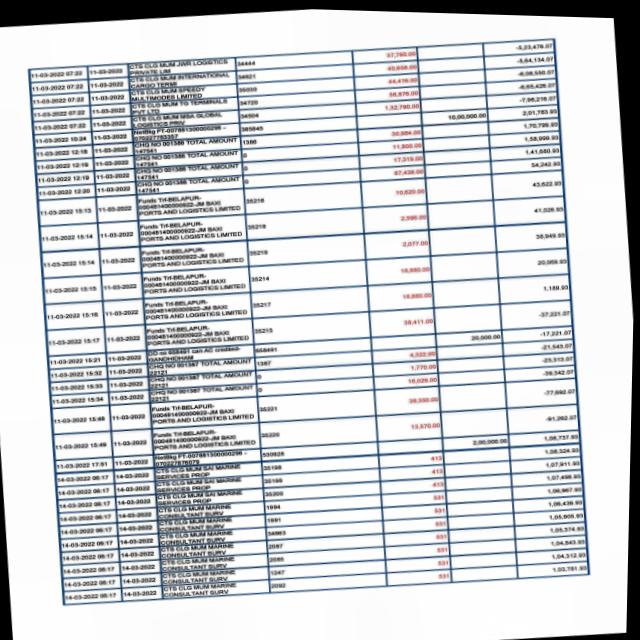 11-03-2022 07:22 11-03-2022 CTS CLG MUM JWR LOGISTICS PRIVATE LIM 34444 37,760.00 -5,23,476.07
11-03-2022 07:22 11-03-2022 CTS CLG MUM INTERNATIONAL CARGO TERMI 34621 40,658.00 -5,64,134.07
11-03-2022 07:22 11-03-2022 CTS CLG MUM SPEEDY MULTIMODES LIMITED 35030 44,416.00 -6,08,550.07
11-03-2022 07:22 11-03-2022 CTS CLG MUM TG TERMINALS PVT LTD 34720 56,876.00 -6,65,426.07
11-03-2022 07:22 11-03-2022 CTS CLG MUM MSA GLOBAL LOGISTICS PRIV 34504 1,32,790.00 -7,98,216.07
11-03-2022 11-03-2022 NetBkg 385845 10,00,000.00 2,01,783.93
11-03-2022 12:18 11-03-2022 CHQ NO 001386 TOTAL AMOUNT 147541 1386 30,984.00 1,70,799.93
11-03-2022 12:19 11-03-2022 CHQ NO 001386 TOTAL AMOUNT 147541 0 11,800.00 1,58,999.93
11-03-2022 12:19 11-03-2022 CHQ NO 001386 TOTAL AMOUNT 147541 0 17,319.00 1,41,680.93
11-03-2022 12:20 11-03-2022 CHQ NO 001386 TOTAL AMOUNT 147541 0 87,438.00 54,242.93
11-03-2022 15:13 11-03-2022 Funds Trf-BELAPUR-000481400000922-JM BAXI PORTS AND LOGISTICS LIMITED 35216 10,620.00 43,622.93
11-03-2022 15:14 11-03-2022 Funds Trf-BELAPUR-000481400000922-JM BAXI PORTS AND LOGISTICS LIMITED 35218 2,596.00 41,026.93
11-03-2022 15:14 11-03-2022 Funds Trf-BELAPUR-000481400000922-JM BAXI PORTS AND LOGISTICS LIMITED 35219 2,077.00 38,949.93
11-03-2022 15:15 11-03-2022 Funds Trf-BELAPUR-000481400000922-JM BAXI PORTS AND LOGISTICS LIMITED 35214 18,880.00 20,069.93
11-03-2022 15:16 11-03-2022 Funds Trf-BELAPUR-000481400000922-JM BAXI PORTS AND LOGISTICS LIMITED 35217 18,880.00 1,189.93
11-03-2022 15:17 11-03-2022 Funds Trf-BELAPUR-000481400000922-JM BAXI PORTS AND LOGISTICS LIMITED 35215 38,411.00 -37,221.07
11-03-2022 15:21 11-03-2022 DD no 658491 can AC credited-GANDHIDHAM 658491 20,000.00 -17,221.07
11-03-2022 15:32 11-03-2022 CHQ NO 001387 TOTAL AMOUNT 22121 1387 4,322.00 -21,543.07
11-03-2022 15:33 11-03-2022 CHQ NO 001387 TOTAL AMOUNT 22121 0 1,770.00 -23,313.07
11-03-2022 15:34 11-03-2022 CHQ NO 001387 TOTAL AMOUNT 22121 0 16,029.00 -39,342.07
11-03-2022 15:48 11-03-2022 Funds Trf-BELAPUR-000481400000922-JM BAXI PORTS AND LOGISTICS LIMITED 35221 38,350.00 -77,692.07
11-03-2022 15:49 11-03-2022 Funds Trf-BELAPUR-000481400000922-JM BAXI PORTS AND LOGISTICS LIMITED 35220 13,570.00 -91,262.07
11-03-2022 17:51 11-03-2022 NetBkg 530928 2,00,000.00 1,08,737.93
14-03-2022 06:17 14-03-2022 CTS CLG MUM SAI MARINE SERVICES PROP 35198 413 1,08,324.93
14-03-2022 06:17 14-03-2022 CTS CLG MUM SAI MARINE SERVICES PROP 35199 413 1,07,911.93
14-03-2022 06:17 14-03-2022 CTS CLG MUM SAI MARINE SERVICES PROP 35200 413 1,07,498.93
14-03-2022 06:17 14-03-2022 CTS CLG MUM MARINE CONSULTANT SURV 1994 531 1,06,967.93
14-03-2022 06:17 14-03-2022 CTS CLG MUM MARINE CONSULTANT SURV 1991 531 1,06,436.93
14-03-2022 06:17 14-03-2022 CTS CLG MUM MARINE CONSULTANT SURV 34963 531 1,05,905.93
14-03-2022 06:17 14-03-2022 CTS CLG MUM MARINE CONSULTANT SURV 2087 531 1,05,374.93
14-03-2022 06:17 14-03-2022 CTS CLG MUM MARINE CONSULTANT SURV 531 1,04,843.93
14-03-2022 06:17 14-03-2022 CTS CLG MUM MARINE CONSULTANT SURV 531 1,04,312.93
14-03-2022 06:17 14-03-2022 CTS CLG MUM MARINE CONSULTANT SURV 2092 531 1,03,781.93